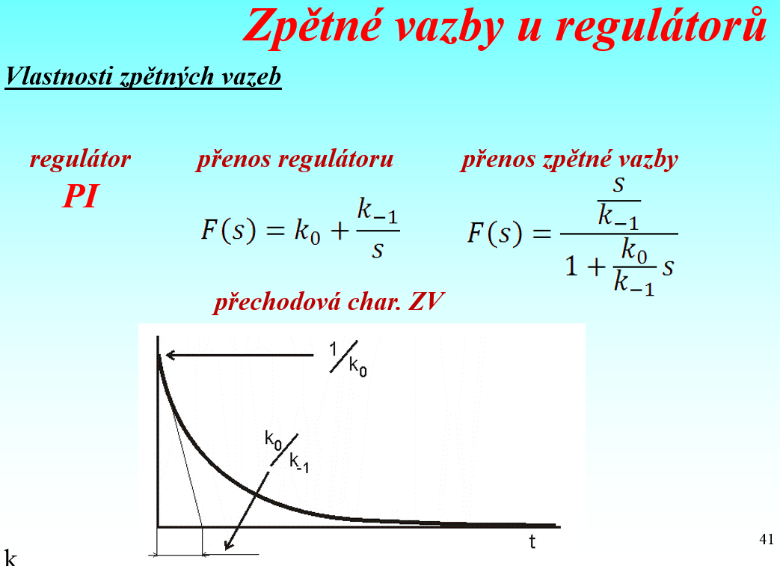 Zpětné vazby u regulátorů
Vlastnosti zpětných vazeb
regulátor přenos regulátoru přenos zpětné vazby
PI
F(s) = k₀ + k₋₁/s F(s) = (s/k₋₁)/(1 + (k₀/k₋₁)s)
přechodová char. ZV
1/k₀
k₀/k₋₁
t
41
k